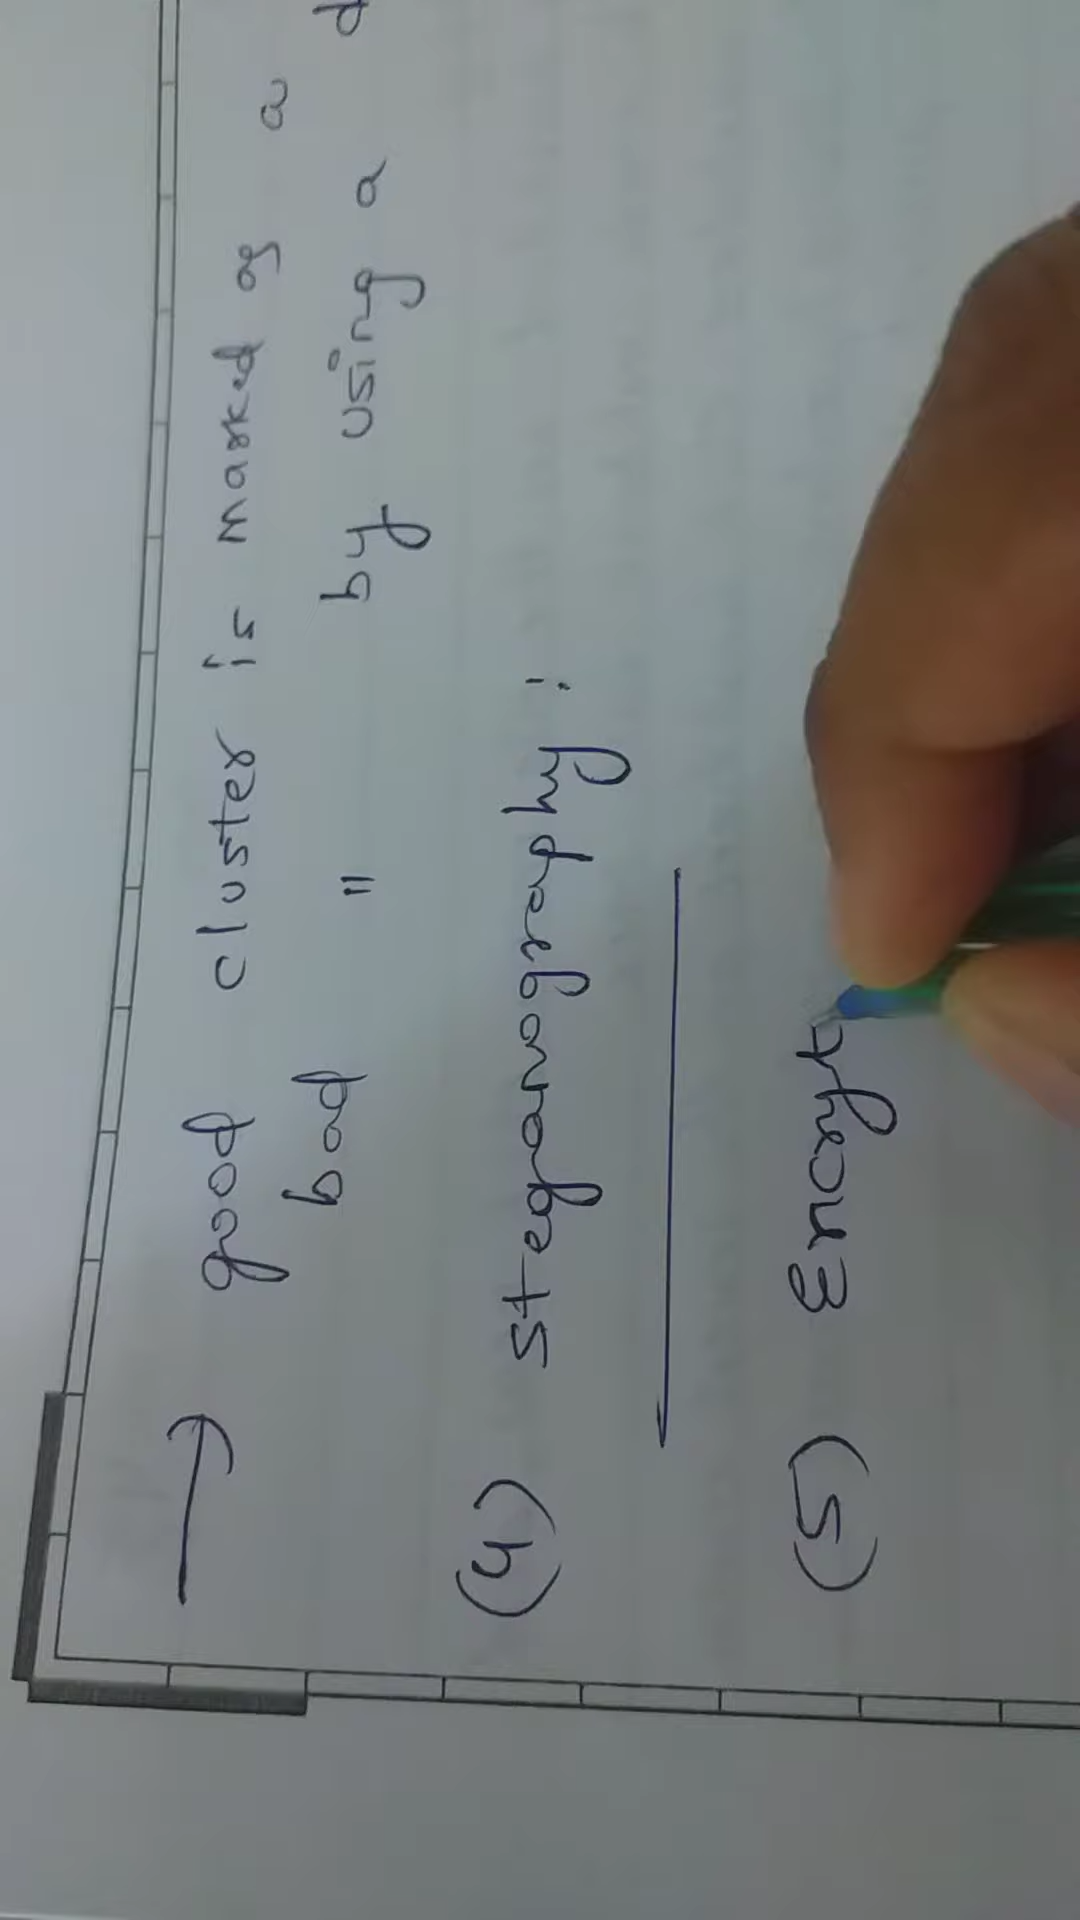 → good cluster is marked as a
bad " by using a d
(4) steganography :
(5) Encrypt